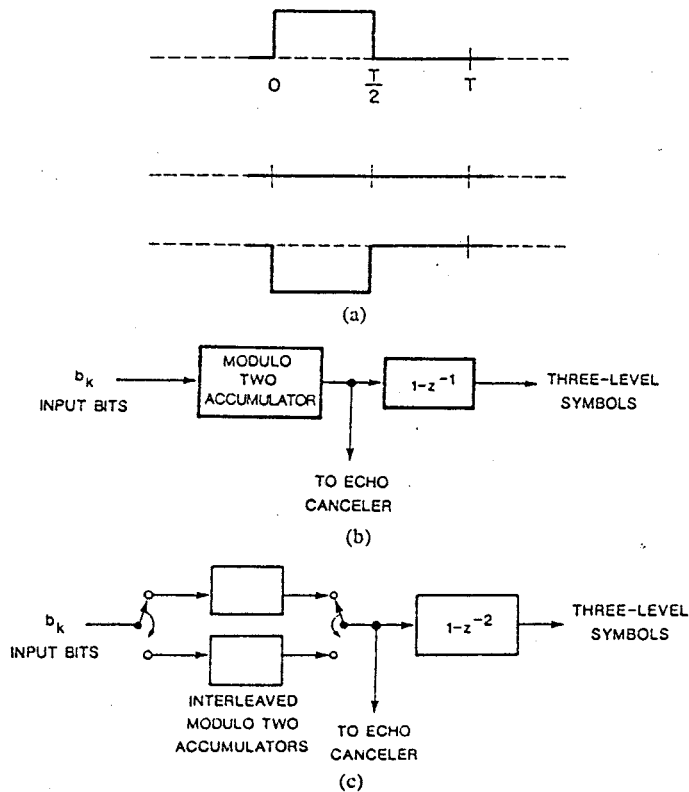 0 T/2 T
(a)
b_k
INPUT BITS
MODULO
TWO
ACCUMULATOR
1-z^-1
THREE-LEVEL
SYMBOLS
TO ECHO
CANCELER
(b)
b_k
INPUT BITS
INTERLEAVED
MODULO TWO
ACCUMULATORS
1-z^-2
THREE-LEVEL
SYMBOLS
TO ECHO
CANCELER
(c)